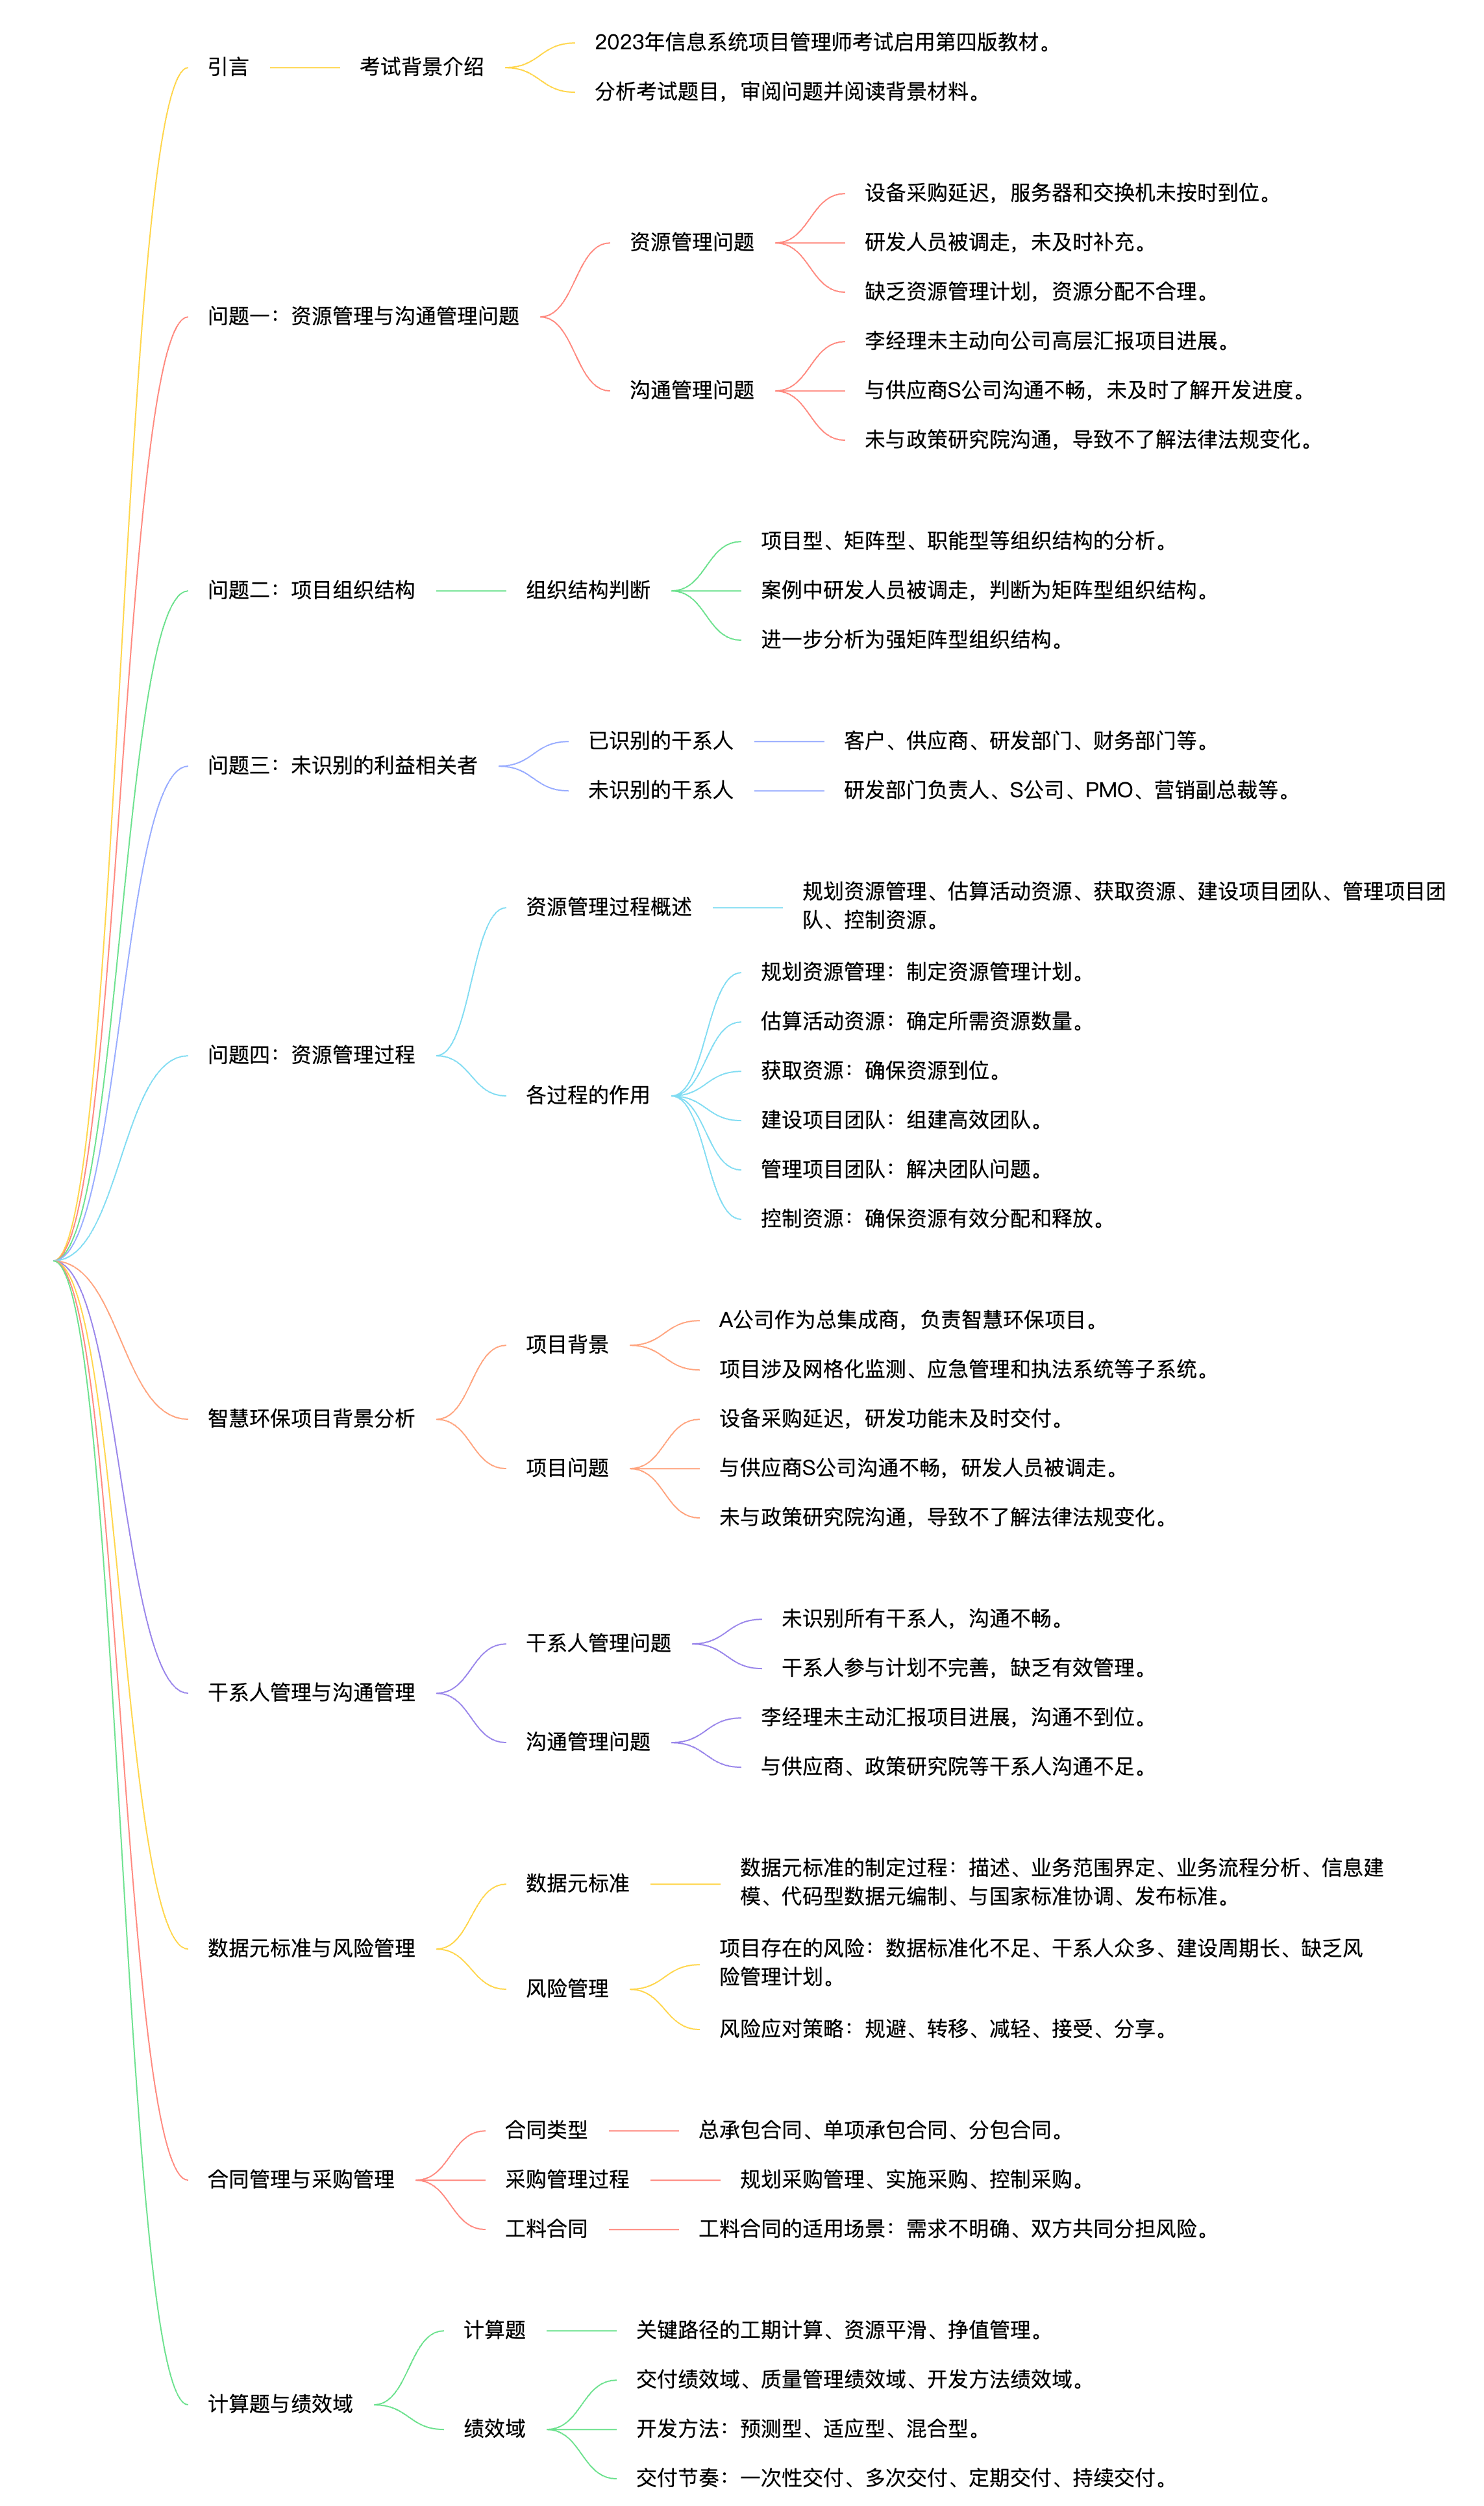 引言
考试背景介绍
2023年信息系统项目管理师考试启用第四版教材。
分析考试题目，审阅问题并阅读背景材料。
问题一：资源管理与沟通管理问题
资源管理问题
设备采购延迟，服务器和交换机未按时到位。
研发人员被调走，未及时补充。
缺乏资源管理计划，资源分配不合理。
沟通管理问题
李经理未主动向公司高层汇报项目进展。
与供应商S公司沟通不畅，未及时了解开发进度。
未与政策研究院沟通，导致不了解法律法规变化。
问题二：项目组织结构
组织结构判断
项目型、矩阵型、职能型等组织结构的分析。
案例中研发人员被调走，判断为矩阵型组织结构。
进一步分析为强矩阵型组织结构。
问题三：未识别的利益相关者
已识别的干系人
客户、供应商、研发部门、财务部门等。
未识别的干系人
研发部门负责人、S公司、PMO、营销副总裁等。
问题四：资源管理过程
资源管理过程概述
规划资源管理、估算活动资源、获取资源、建设项目团队、管理项目团
队、控制资源。
各过程的作用
规划资源管理：制定资源管理计划。
估算活动资源：确定所需资源数量。
获取资源：确保资源到位。
建设项目团队：组建高效团队。
管理项目团队：解决团队问题。
控制资源：确保资源有效分配和释放。
智慧环保项目背景分析
项目背景
A公司作为总集成商，负责智慧环保项目。
项目涉及网格化监测、应急管理和执法系统等子系统。
项目问题
设备采购延迟，研发功能未及时交付。
与供应商S公司沟通不畅，研发人员被调走。
未与政策研究院沟通，导致不了解法律法规变化。
干系人管理与沟通管理
干系人管理问题
未识别所有干系人，沟通不畅。
干系人参与计划不完善，缺乏有效管理。
沟通管理问题
李经理未主动汇报项目进展，沟通不到位。
与供应商、政策研究院等干系人沟通不足。
数据元标准与风险管理
数据元标准
数据元标准的制定过程：描述、业务范围界定、业务流程分析、信息建
模、代码型数据元编制、与国家标准协调、发布标准。
风险管理
项目存在的风险：数据标准化不足、干系人众多、建设周期长、缺乏风
险管理计划。
风险应对策略：规避、转移、减轻、接受、分享。
合同管理与采购管理
合同类型
总承包合同、单项承包合同、分包合同。
采购管理过程
规划采购管理、实施采购、控制采购。
工料合同
工料合同的适用场景：需求不明确、双方共同分担风险。
计算题与绩效域
计算题
关键路径的工期计算、资源平滑、挣值管理。
绩效域
交付绩效域、质量管理绩效域、开发方法绩效域。
开发方法：预测型、适应型、混合型。
交付节奏：一次性交付、多次交付、定期交付、持续交付。